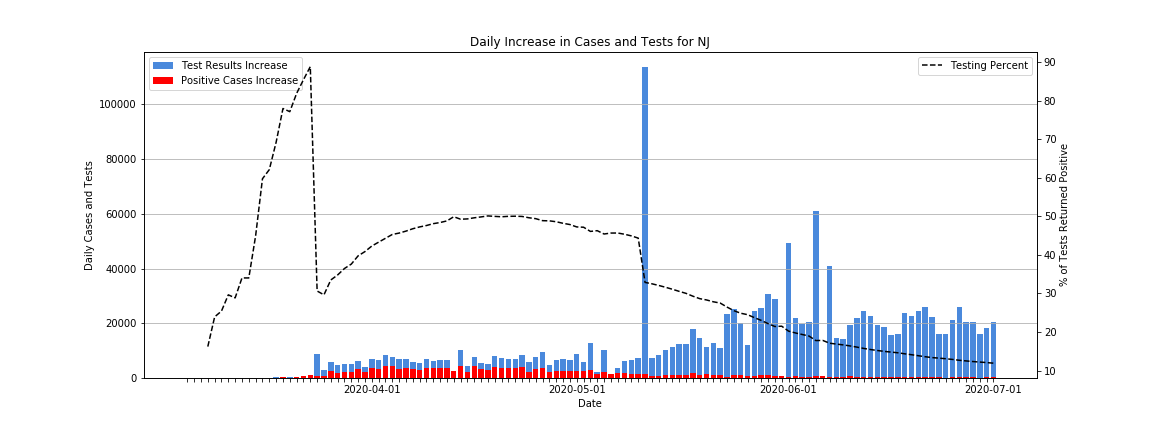 Daily Increase in Cases and Tests for NJ
Test Results Increase
Positive Cases Increase
Testing Percent
Daily Cases and Tests
100000
80000
60000
40000
20000
0
% of Tests Returned Positive
90
80
70
60
50
40
30
20
10
2020-04-01
2020-05-01
2020-06-01
2020-07-01
Date